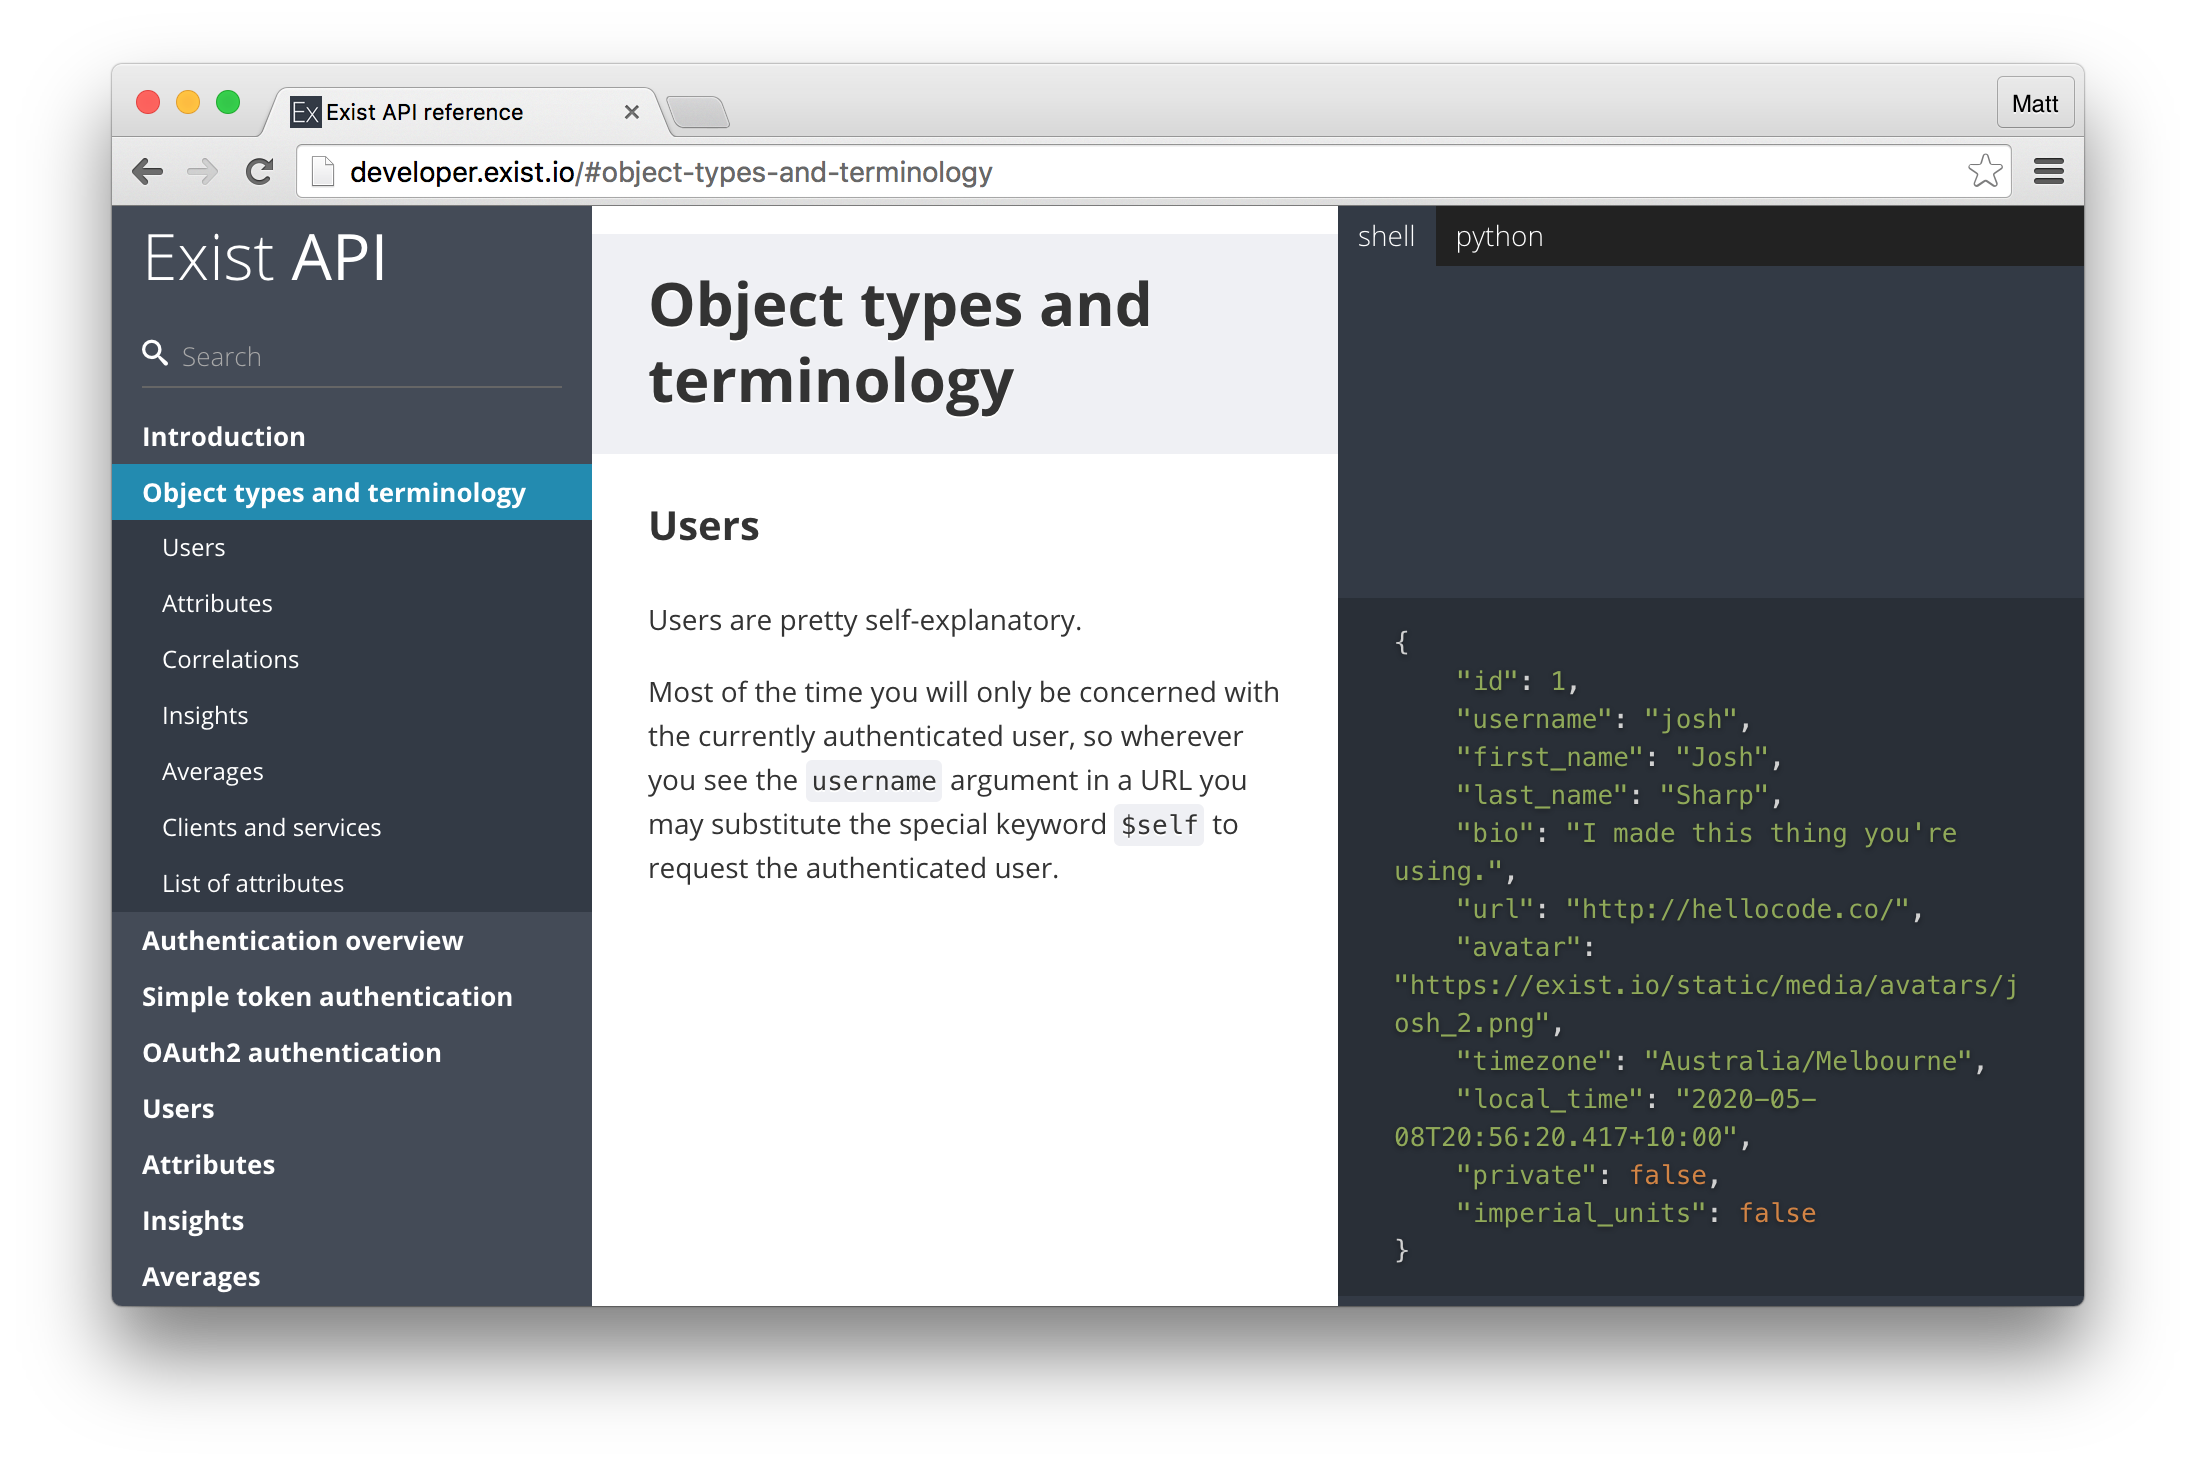 Ex Exist API reference
Matt
developer.exist.io/#object-types-and-terminology
Exist API
Search
Introduction
Object types and terminology
Users
Attributes
Correlations
Insights
Averages
Clients and services
List of attributes
Authentication overview
Simple token authentication
OAuth2 authentication
Users
Attributes
Insights
Averages
Object types and
terminology
Users
Users are pretty self-explanatory.
Most of the time you will only be concerned with
the currently authenticated user, so wherever
you see the username argument in a URL you
may substitute the special keyword $self to
request the authenticated user.
shell python
{
    "id": 1,
    "username": "josh",
    "first_name": "Josh",
    "last_name": "Sharp",
    "bio": "I made this thing you're
using.",
    "url": "http://hellocode.co/",
    "avatar":
"https://exist.io/static/media/avatars/j
osh_2.png",
    "timezone": "Australia/Melbourne",
    "local_time": "2020-05-
08T20:56:20.417+10:00",
    "private": false,
    "imperial_units": false
}